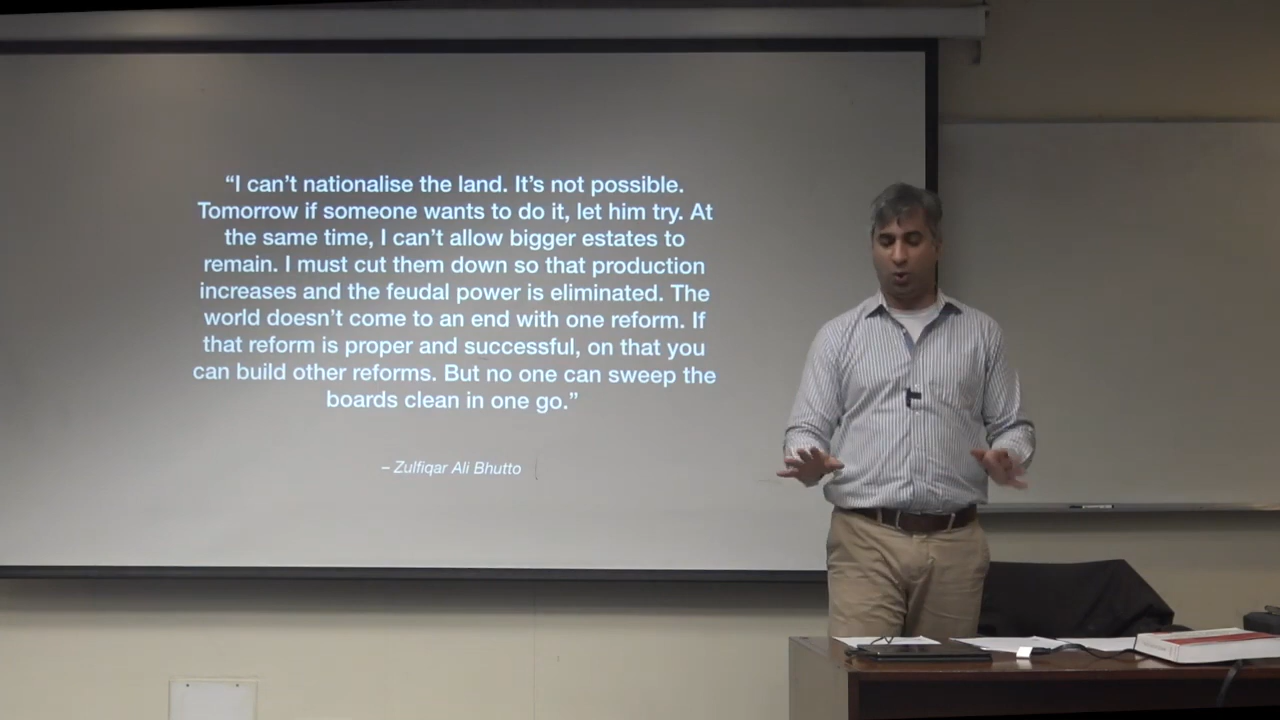 “I can’t nationalise the land. It’s not possible.
Tomorrow if someone wants to do it, let him try. At
the same time, I can’t allow bigger estates to
remain. I must cut them down so that production
increases and the feudal power is eliminated. The
world doesn’t come to an end with one reform. If
that reform is proper and successful, on that you
can build other reforms. But no one can sweep the
boards clean in one go.”
– Zulfiqar Ali Bhutto